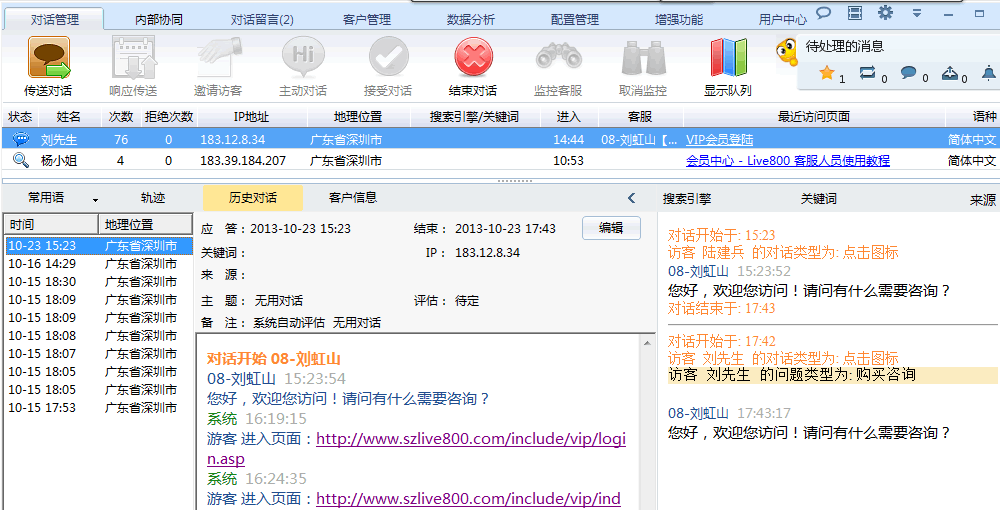 对话管理 内部协同 对话留言(2) 客户管理 数据分析 配置管理 增强功能 用户中心
待处理的消息
1 0 0 0
传送对话 响应传送 邀请访客 主动对话 接受对话 结束对话 监控客服 取消监控 显示队列
状态 姓名 次数 拒绝次数 IP地址 地理位置 搜索引擎/关键词 进入 客服 最近访问页面 语种
刘先生 76 0 183.12.8.34 广东省深圳市 14:44 08-刘虹山【... VIP会员登陆 简体中文
杨小姐 4 0 183.39.184.207 广东省深圳市 10:53 会员中心 - Live800 客服人员使用教程 简体中文
常用语 轨迹 历史对话 客户信息 搜索引擎 关键词 来源
时间 地理位置
10-23 15:23 广东省深圳市
10-16 14:29 广东省深圳市
10-15 18:30 广东省深圳市
10-15 18:09 广东省深圳市
10-15 18:09 广东省深圳市
10-15 18:08 广东省深圳市
10-15 18:07 广东省深圳市
10-15 18:05 广东省深圳市
10-15 18:05 广东省深圳市
10-15 17:53 广东省深圳市
应 答：2013-10-23 15:23 结束： 2013-10-23 17:43 编辑
关键词： IP： 183.12.8.34
来 源：
主 题： 无用对话 评估： 待定
备 注： 系统自动评估 无用对话
对话开始 08-刘虹山
08-刘虹山 15:23:54
您好，欢迎您访问！请问有什么需要咨询？
系统 16:19:15
游客 进入页面：http://www.szlive800.com/include/vip/logi
n.asp
系统 16:24:35
游客 进入页面：http://www.szlive800.com/include/vip/ind
对话开始于: 15:23
访客 陆建兵 的对话类型为: 点击图标
08-刘虹山 15:23:52
您好，欢迎您访问！请问有什么需要咨询？
对话结束于: 17:43
对话开始于: 17:42
访客 刘先生 的对话类型为: 点击图标
访客 刘先生 的问题类型为: 购买咨询
08-刘虹山 17:43:17
您好，欢迎您访问！请问有什么需要咨询？